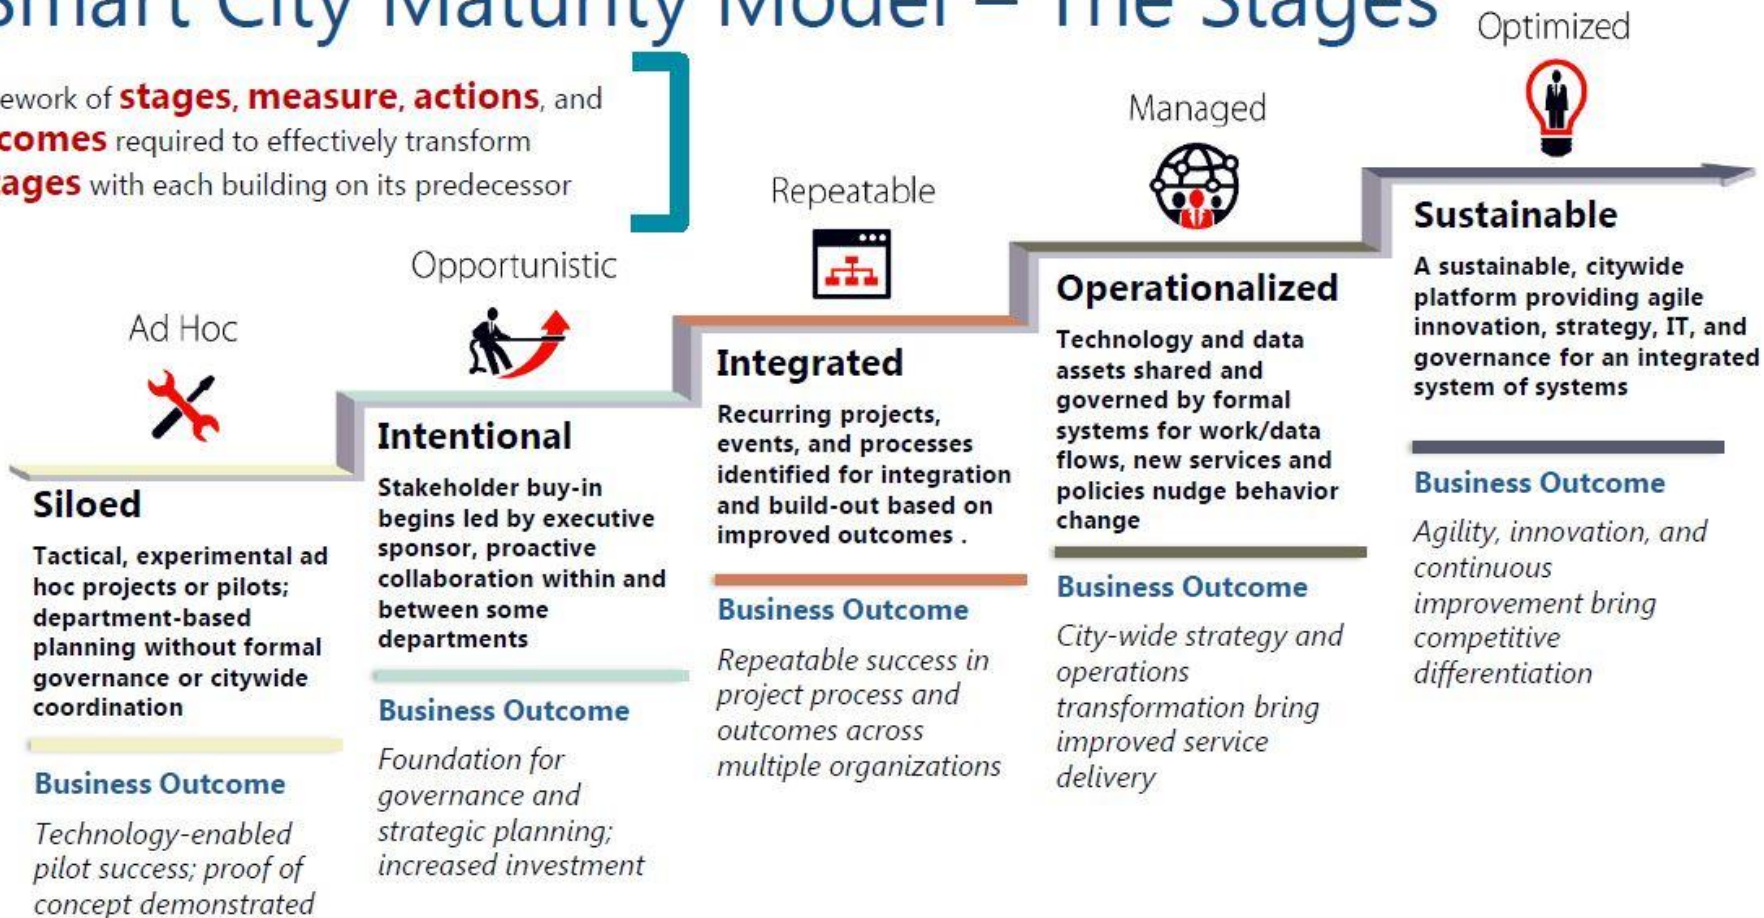 Smart City Maturity Model – The Stages
ework of stages, measure, actions, and
comes required to effectively transform
ages with each building on its predecessor
Ad Hoc
Siloed
Tactical, experimental ad
hoc projects or pilots;
department-based
planning without formal
governance or citywide
coordination
Business Outcome
Technology-enabled
pilot success; proof of
concept demonstrated
Opportunistic
Intentional
Stakeholder buy-in
begins led by executive
sponsor, proactive
collaboration within and
between some
departments
Business Outcome
Foundation for
governance and
strategic planning;
increased investment
Repeatable
Integrated
Recurring projects,
events, and processes
identified for integration
and build-out based on
improved outcomes .
Business Outcome
Repeatable success in
project process and
outcomes across
multiple organizations
Managed
Operationalized
Technology and data
assets shared and
governed by formal
systems for work/data
flows, new services and
policies nudge behavior
change
Business Outcome
City-wide strategy and
operations
transformation bring
improved service
delivery
Optimized
Sustainable
A sustainable, citywide
platform providing agile
innovation, strategy, IT, and
governance for an integrated
system of systems
Business Outcome
Agility, innovation, and
continuous
improvement bring
competitive
differentiation